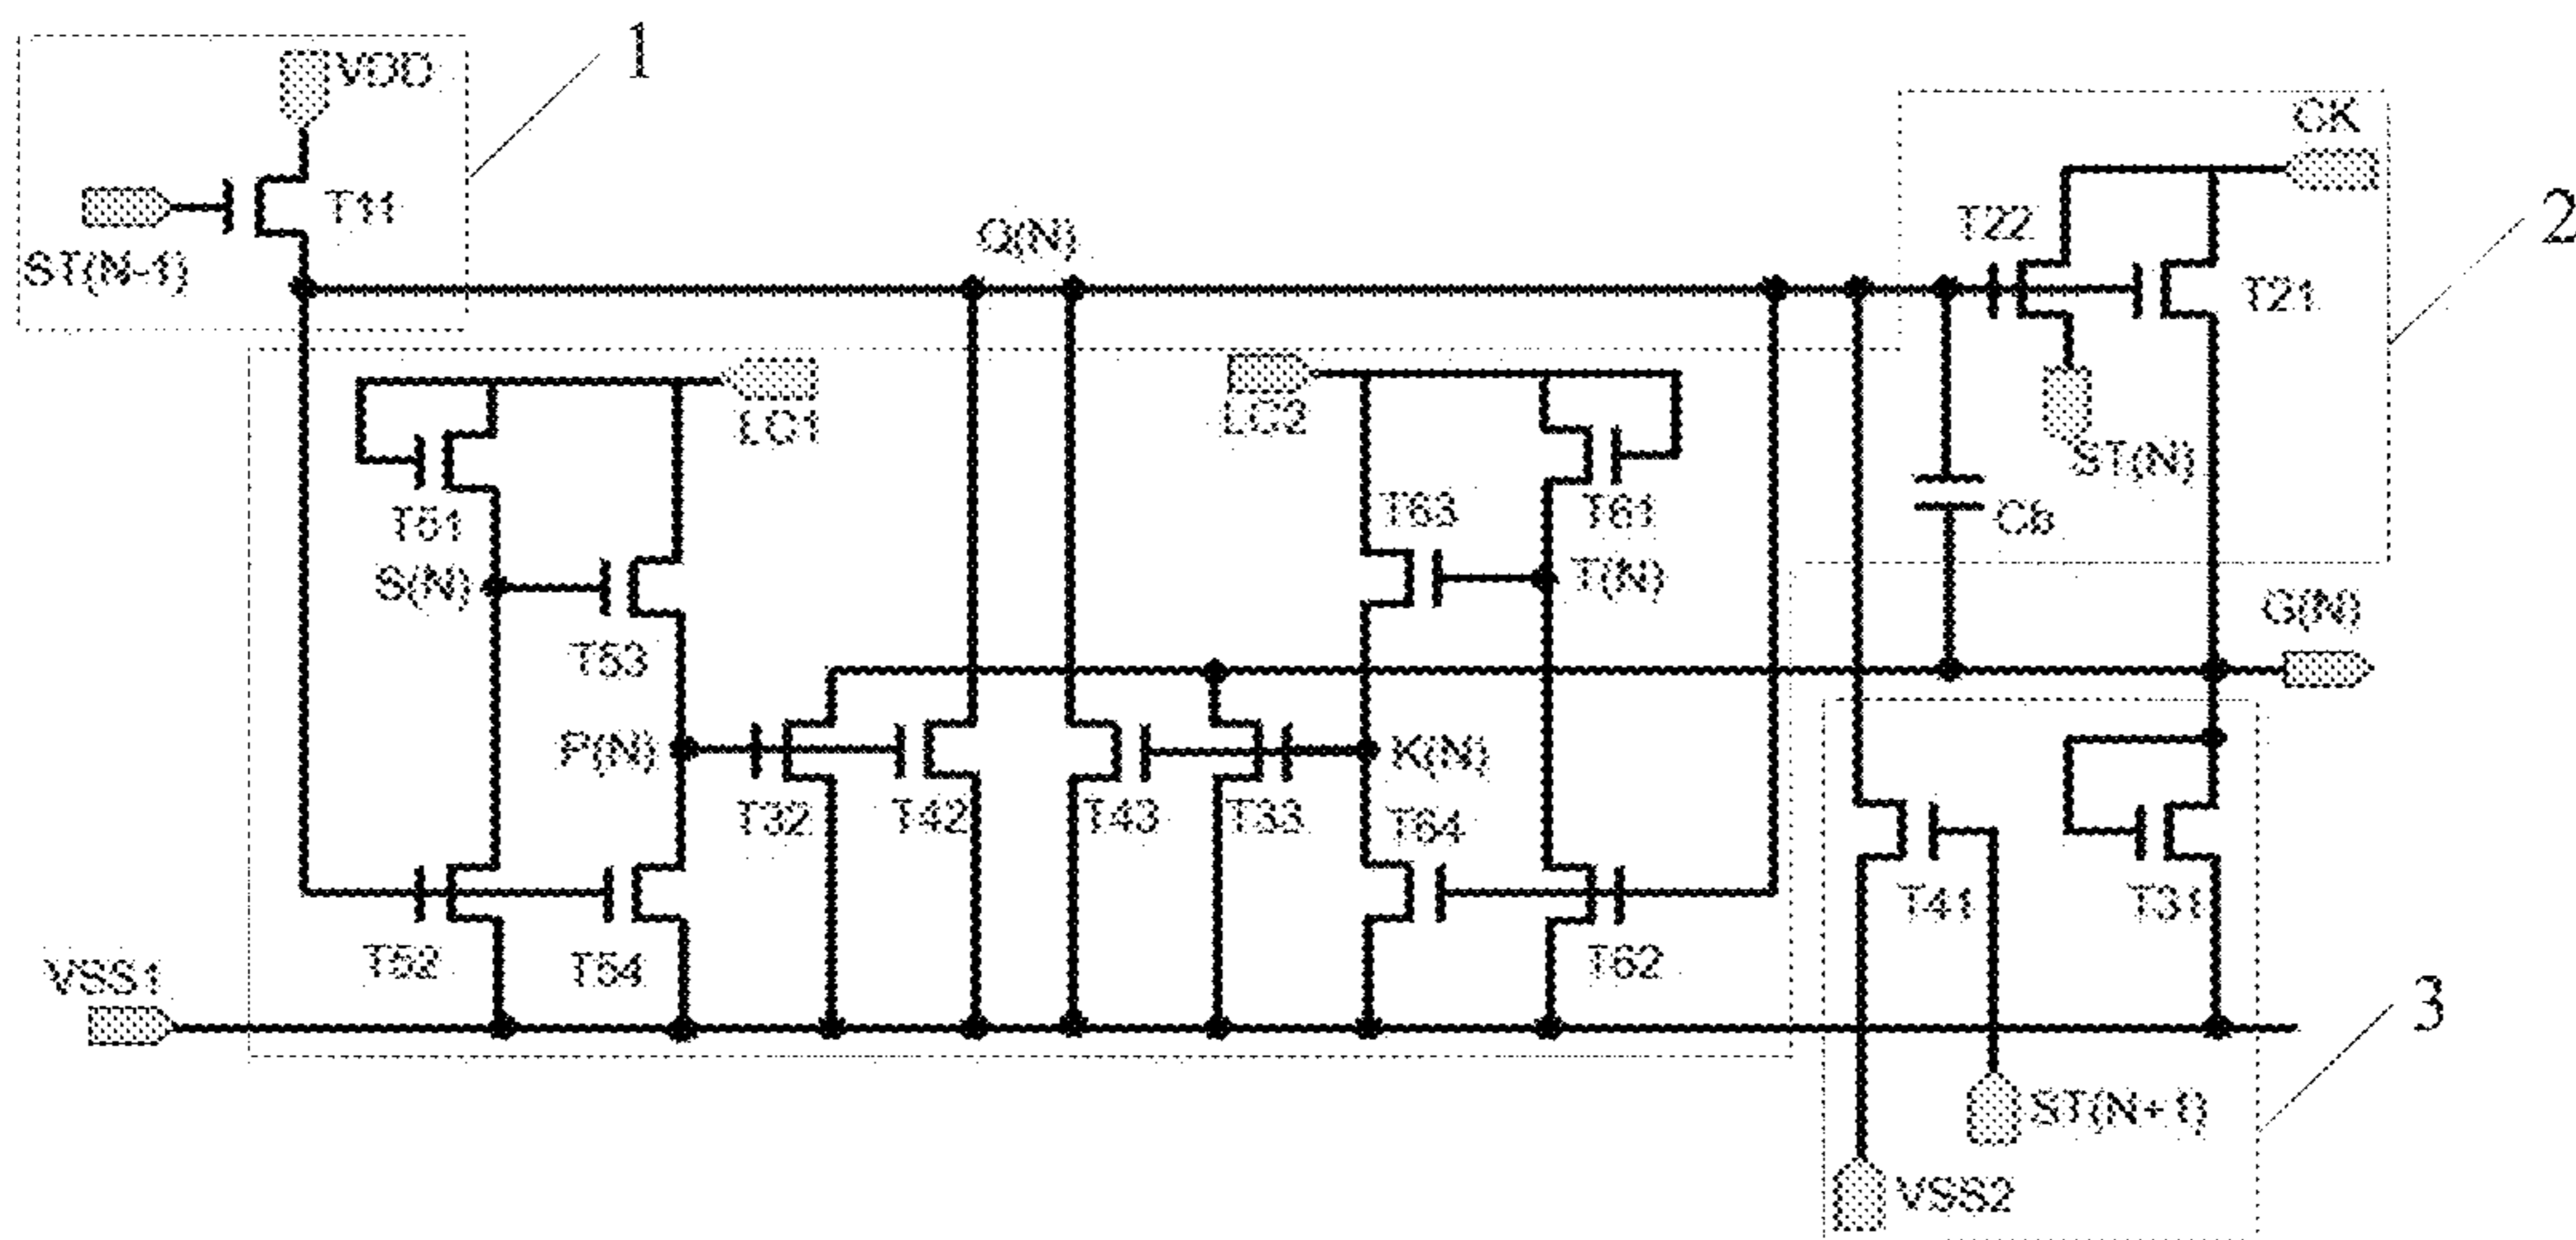 1
VDD
CK
T11
ST(N-1)
Q(N)
T22
2
T21
LC1
LC2
ST(N)
T51
T63
T61
Cb
S(N)
T(N)
G(N)
T53
P(N)
K(N)
T32
T42
T43
T33
T64
T41
T31
T52
T54
T62
VSS1
3
ST(N+1)
VSS2